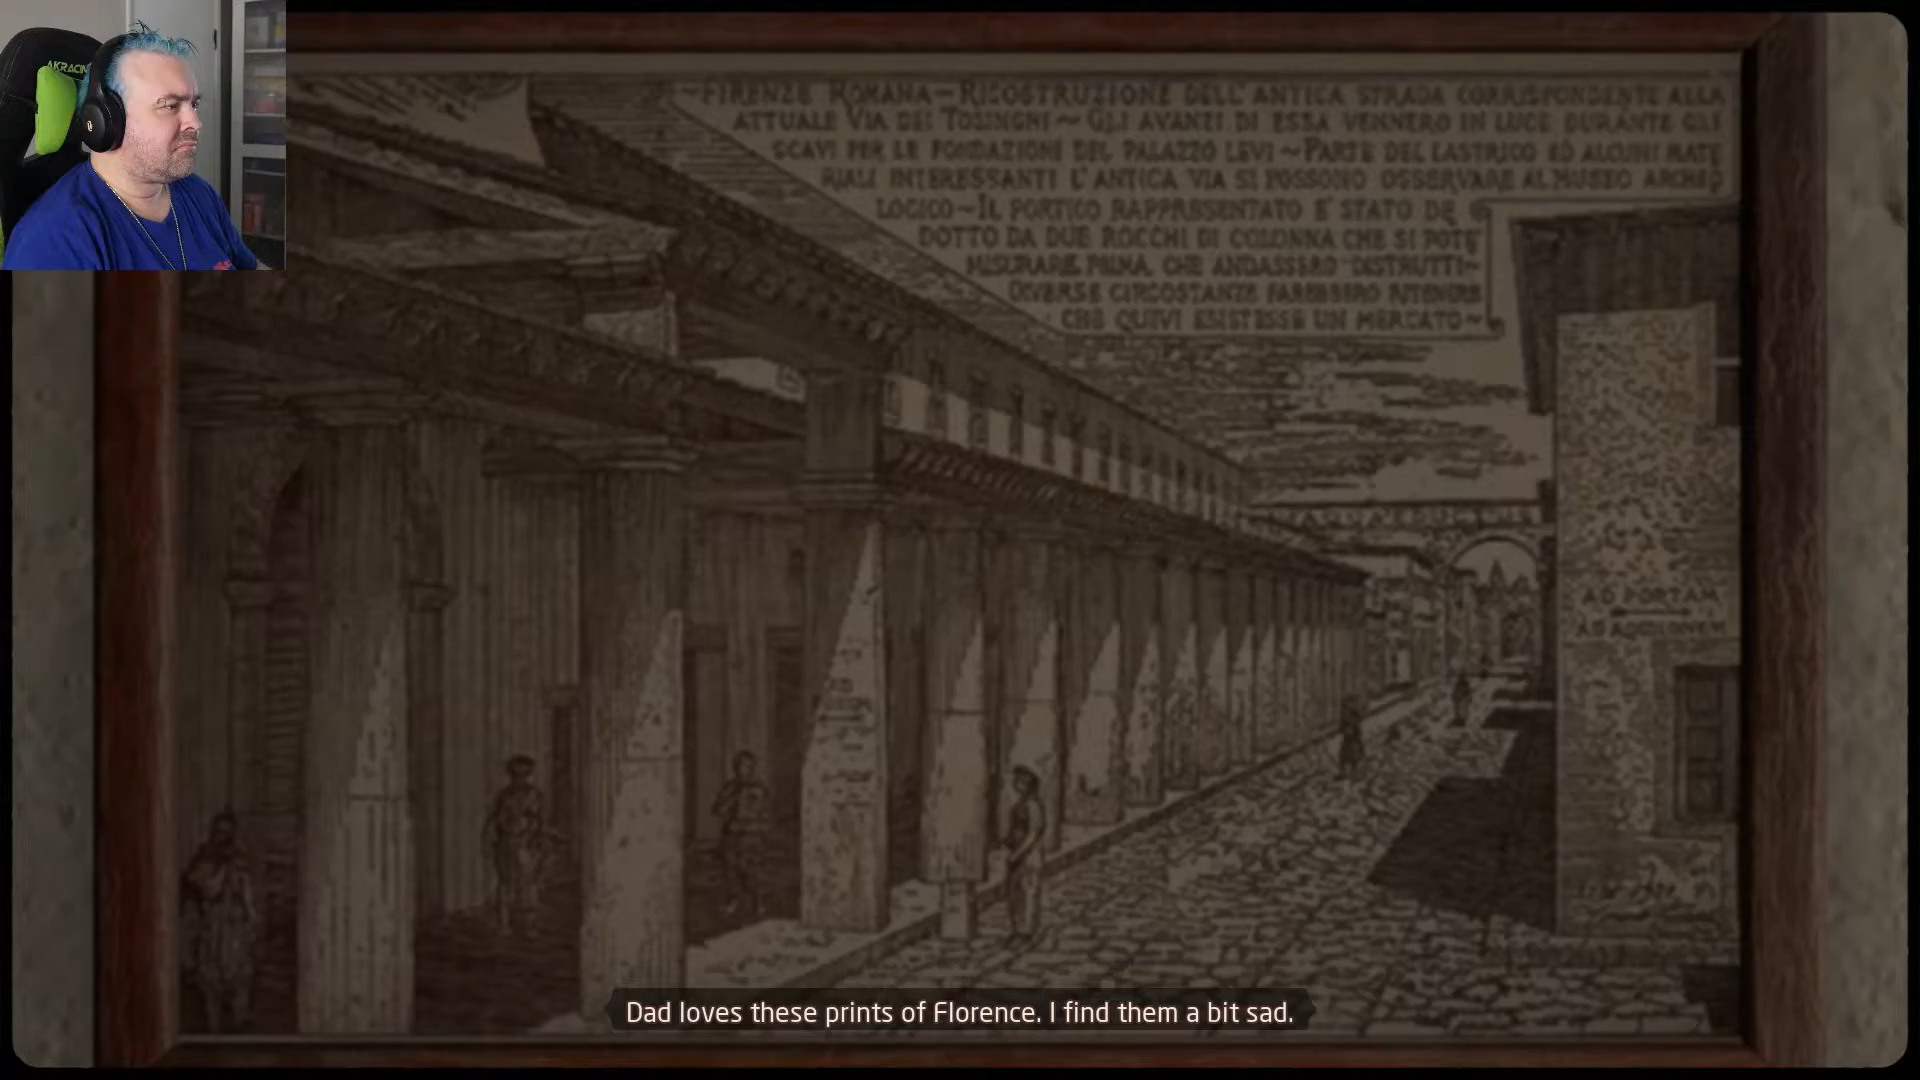 AKRACIN
~FIRENZE ROMANA—RICOSTRUZIONE DELL' ANTICA STRADA CORRISPONDENTE ALLA
ATTUALE VIA DEI TOSINGHI ~ GLI AVANZI DI ESSA VENNERO IN LUCE DURANTE GLI
SCAVI PER LE FONDAZIONI DEL PALAZZO LEVI ~ PARTE DEL LASTRICO ED ALCUNI MATE
RIALI INTERESSANTI L'ANTICA VIA SI POSSONO OSSERVARE AL MUSEO ARCHEO
LOGICO ~ IL PORTICO RAPPRESENTATO E' STATO DE
DOTTO DA DUE ROCCHI DI COLONNA CHE SI POTE
MISURARE PRIMA CHE ANDASSERO DISTRUTTI~
DIVERSE CIRCOSTANZE FAREBBERO RITENERE
CHE QUIVI ESISTESSE UN MERCATO~
AD PORTAM
Dad loves these prints of Florence. I find them a bit sad.